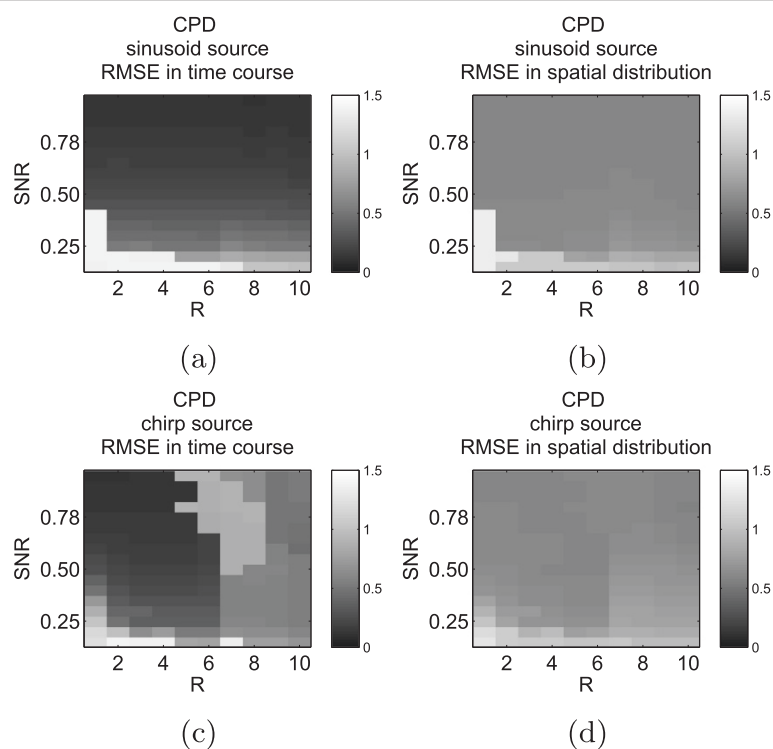 CPD
sinusoid source
RMSE in time course
SNR
0.78
0.50
0.25
2 4 6 8 10
R
1.5
1
0.5
0
(a)
CPD
sinusoid source
RMSE in spatial distribution
SNR
0.78
0.50
0.25
2 4 6 8 10
R
1.5
1
0.5
0
(b)
CPD
chirp source
RMSE in time course
SNR
0.78
0.50
0.25
2 4 6 8 10
R
1.5
1
0.5
0
(c)
CPD
chirp source
RMSE in spatial distribution
SNR
0.78
0.50
0.25
2 4 6 8 10
R
1.5
1
0.5
0
(d)